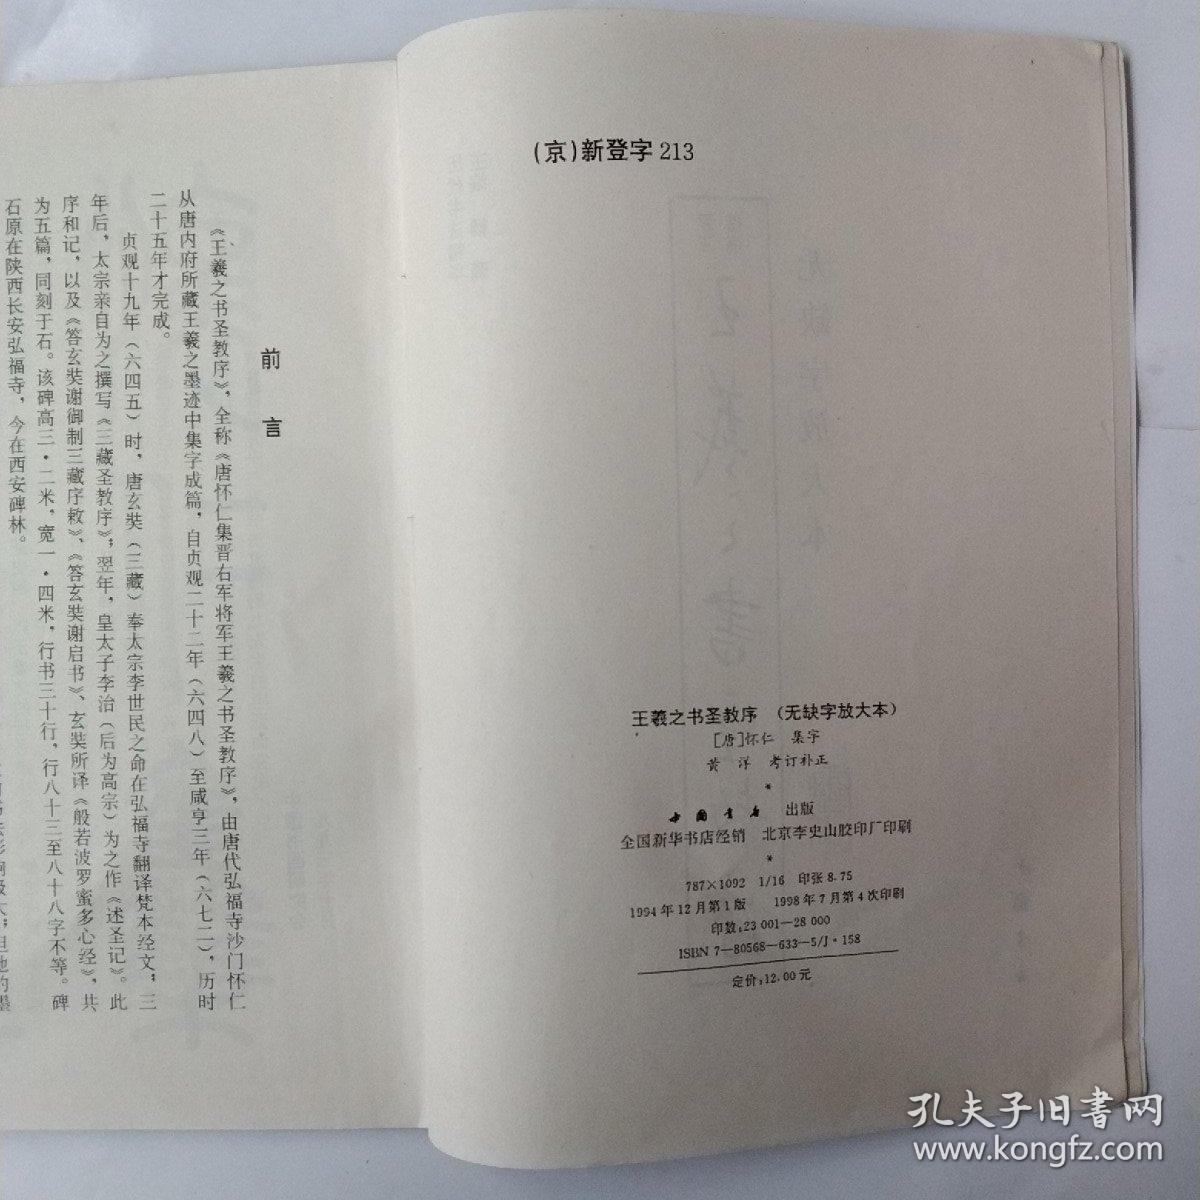 (京)新登字213
王羲之书圣教序 (无缺字放大本)
[唐]怀仁 集字
黄 洋 考订补正
*
中国书店 出版
全国新华书店经销 北京李史山胶印厂印刷
*
787×1092 1/16 印张8.75
1994年12月第1版 1998年7月第4次印刷
印数:23 001—28 000
ISBN 7—80568—633—5/J·158
定价:12.00元
前言
《王羲之书圣教序》，全称《唐怀仁集晋右军将军王羲之书圣教序》，由唐代弘福寺沙门怀仁
从唐内府所藏王羲之墨迹中集字成篇，自贞观二十二年（六四八）至咸亨三年（六七二），历时
二十五年才完成。
贞观十九年（六四五）时，唐玄奘（三藏）奉太宗李世民之命在弘福寺翻译梵本经文；三
年后，太宗亲自为之撰写《三藏圣教序》；翌年，皇太子李治（后为高宗）为之作《述圣记》。此
序和记，以及《答玄奘谢御制三藏序敕》、《答玄奘谢启书》、玄奘所译《般若波罗蜜多心经》，共
为五篇，同刻于石。该碑高三·二米，宽一·四米，行书三十行，行八十三至八十八字不等。碑
石原在陕西长安弘福寺，今在西安碑林。
孔夫子旧书网
www.kongfz.com